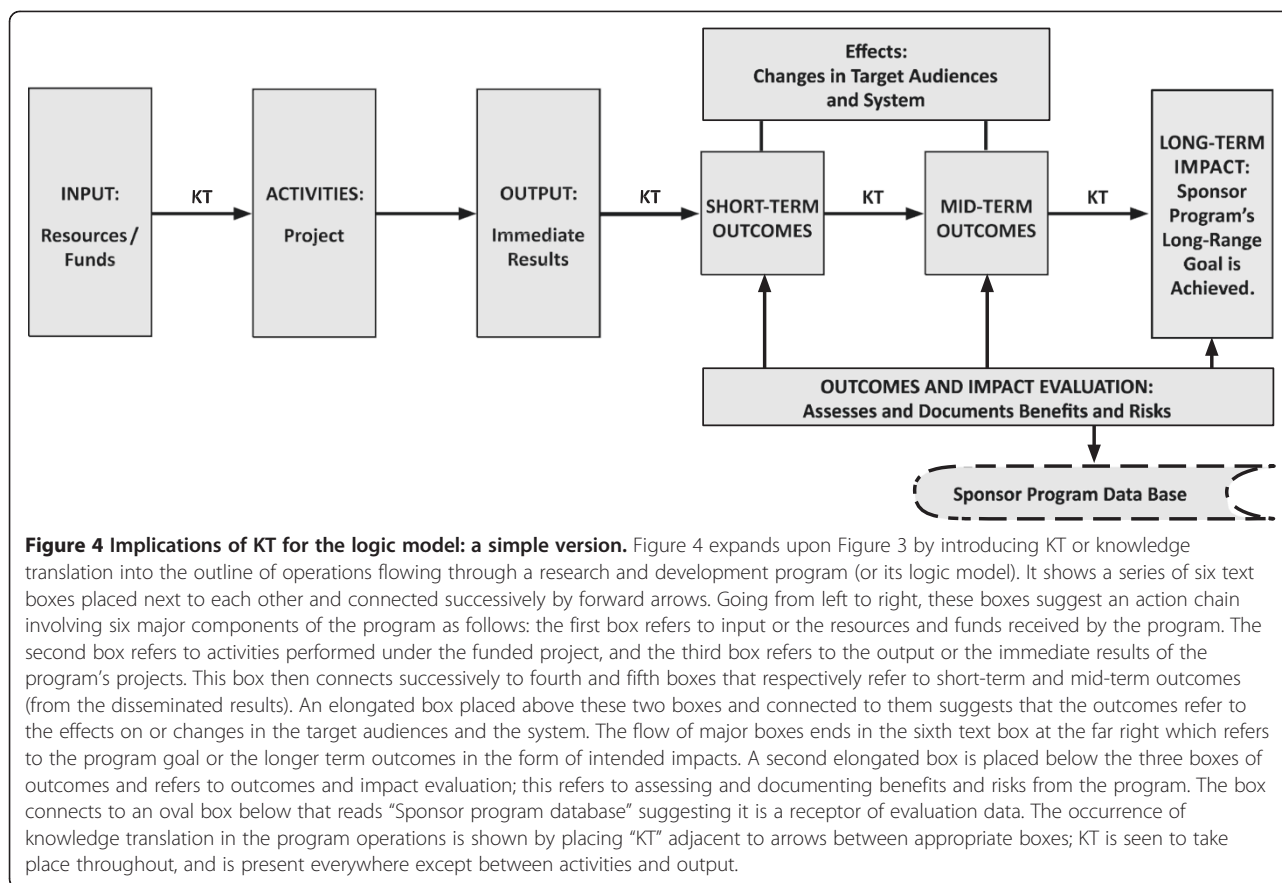 Effects:
Changes in Target Audiences
and System
INPUT:
Resources/
Funds
KT
ACTIVITIES:
Project
OUTPUT:
Immediate
Results
KT
SHORT-TERM
OUTCOMES
KT
MID-TERM
OUTCOMES
KT
LONG-TERM
IMPACT:
Sponsor
Program's
Long-Range
Goal is
Achieved.
OUTCOMES AND IMPACT EVALUATION:
Assesses and Documents Benefits and Risks
Sponsor Program Data Base
Figure 4 Implications of KT for the logic model: a simple version. Figure 4 expands upon Figure 3 by introducing KT or knowledge
translation into the outline of operations flowing through a research and development program (or its logic model). It shows a series of six text
boxes placed next to each other and connected successively by forward arrows. Going from left to right, these boxes suggest an action chain
involving six major components of the program as follows: the first box refers to input or the resources and funds received by the program. The
second box refers to activities performed under the funded project, and the third box refers to the output or the immediate results of the
program's projects. This box then connects successively to fourth and fifth boxes that respectively refer to short-term and mid-term outcomes
(from the disseminated results). An elongated box placed above these two boxes and connected to them suggests that the outcomes refer to
the effects on or changes in the target audiences and the system. The flow of major boxes ends in the sixth text box at the far right which refers
to the program goal or the longer term outcomes in the form of intended impacts. A second elongated box is placed below the three boxes of
outcomes and refers to outcomes and impact evaluation; this refers to assessing and documenting benefits and risks from the program. The box
connects to an oval box below that reads “Sponsor program database” suggesting it is a receptor of evaluation data. The occurrence of
knowledge translation in the program operations is shown by placing “KT” adjacent to arrows between appropriate boxes; KT is seen to take
place throughout, and is present everywhere except between activities and output.